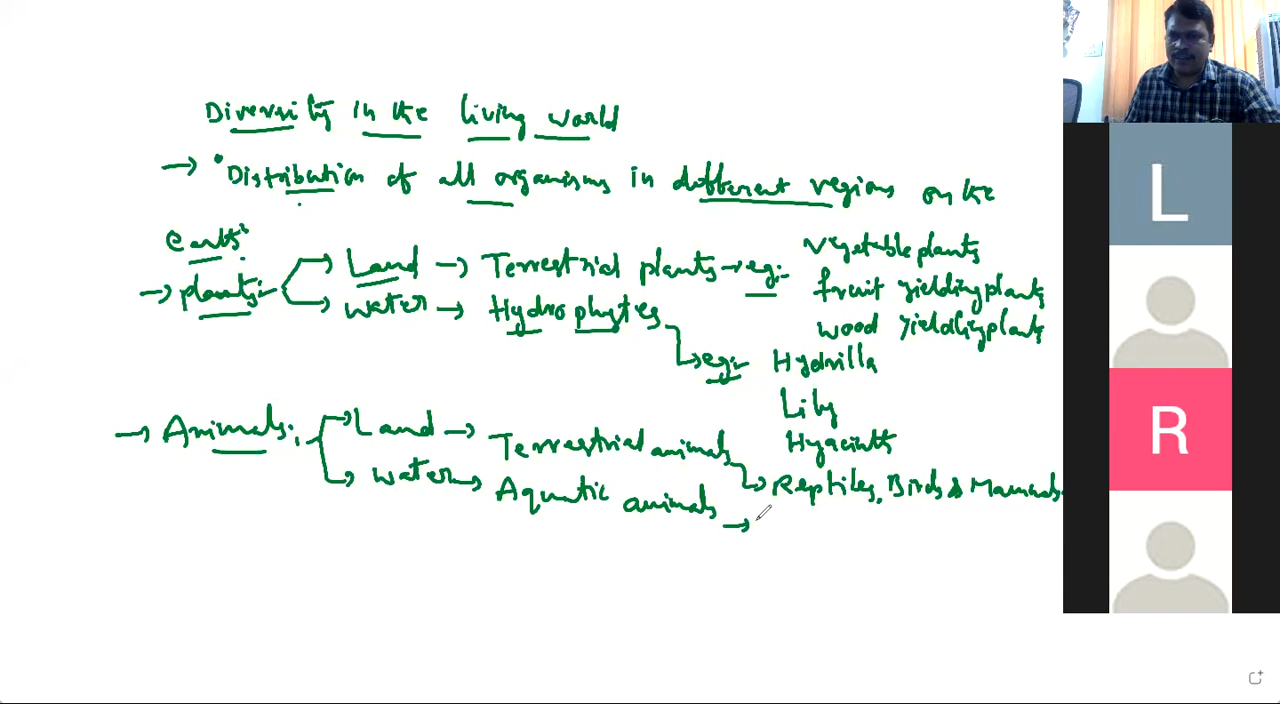 Diversity in the living world
→ • Distribution of all organisms in different regions on the
earth.
→ plants:- → Land → Terrestrial plants → eg:- vegetable plants
fruit yielding plants
→ water → Hydrophytes
wood yielding plants
→ eg:- Hydrilla
Lily
Hyacinth
→ Animals:, → Land → Terrestrial animals
→ Reptiles, Birds & Mammals
→ water → Aquatic animals →
L
R